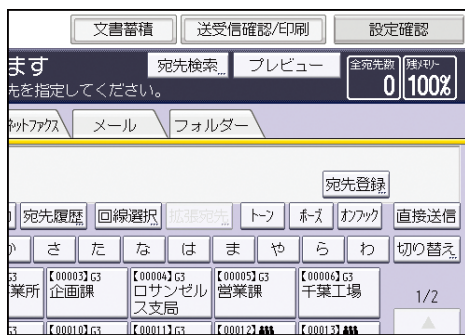 文書蓄積 送受信確認/印刷 設定確認
ます 宛先検索 プレビュー 全宛先数 残メモリー
先を指定してください。 0 100%
ネットファクス メール フォルダー
宛先登録
宛先履歴 回線選択 拡張宛先 トーン ポーズ オンフック 直接送信
か さ た な は ま や ら わ 切り替え
G3 【00003】G3 【00004】G3 【00005】G3 【00006】G3
業所 企画課 ロサンゼル 営業課 千葉工場 1/2
ス支局
G3 【00010】G3 【00011】G3 【00012】 【00013】